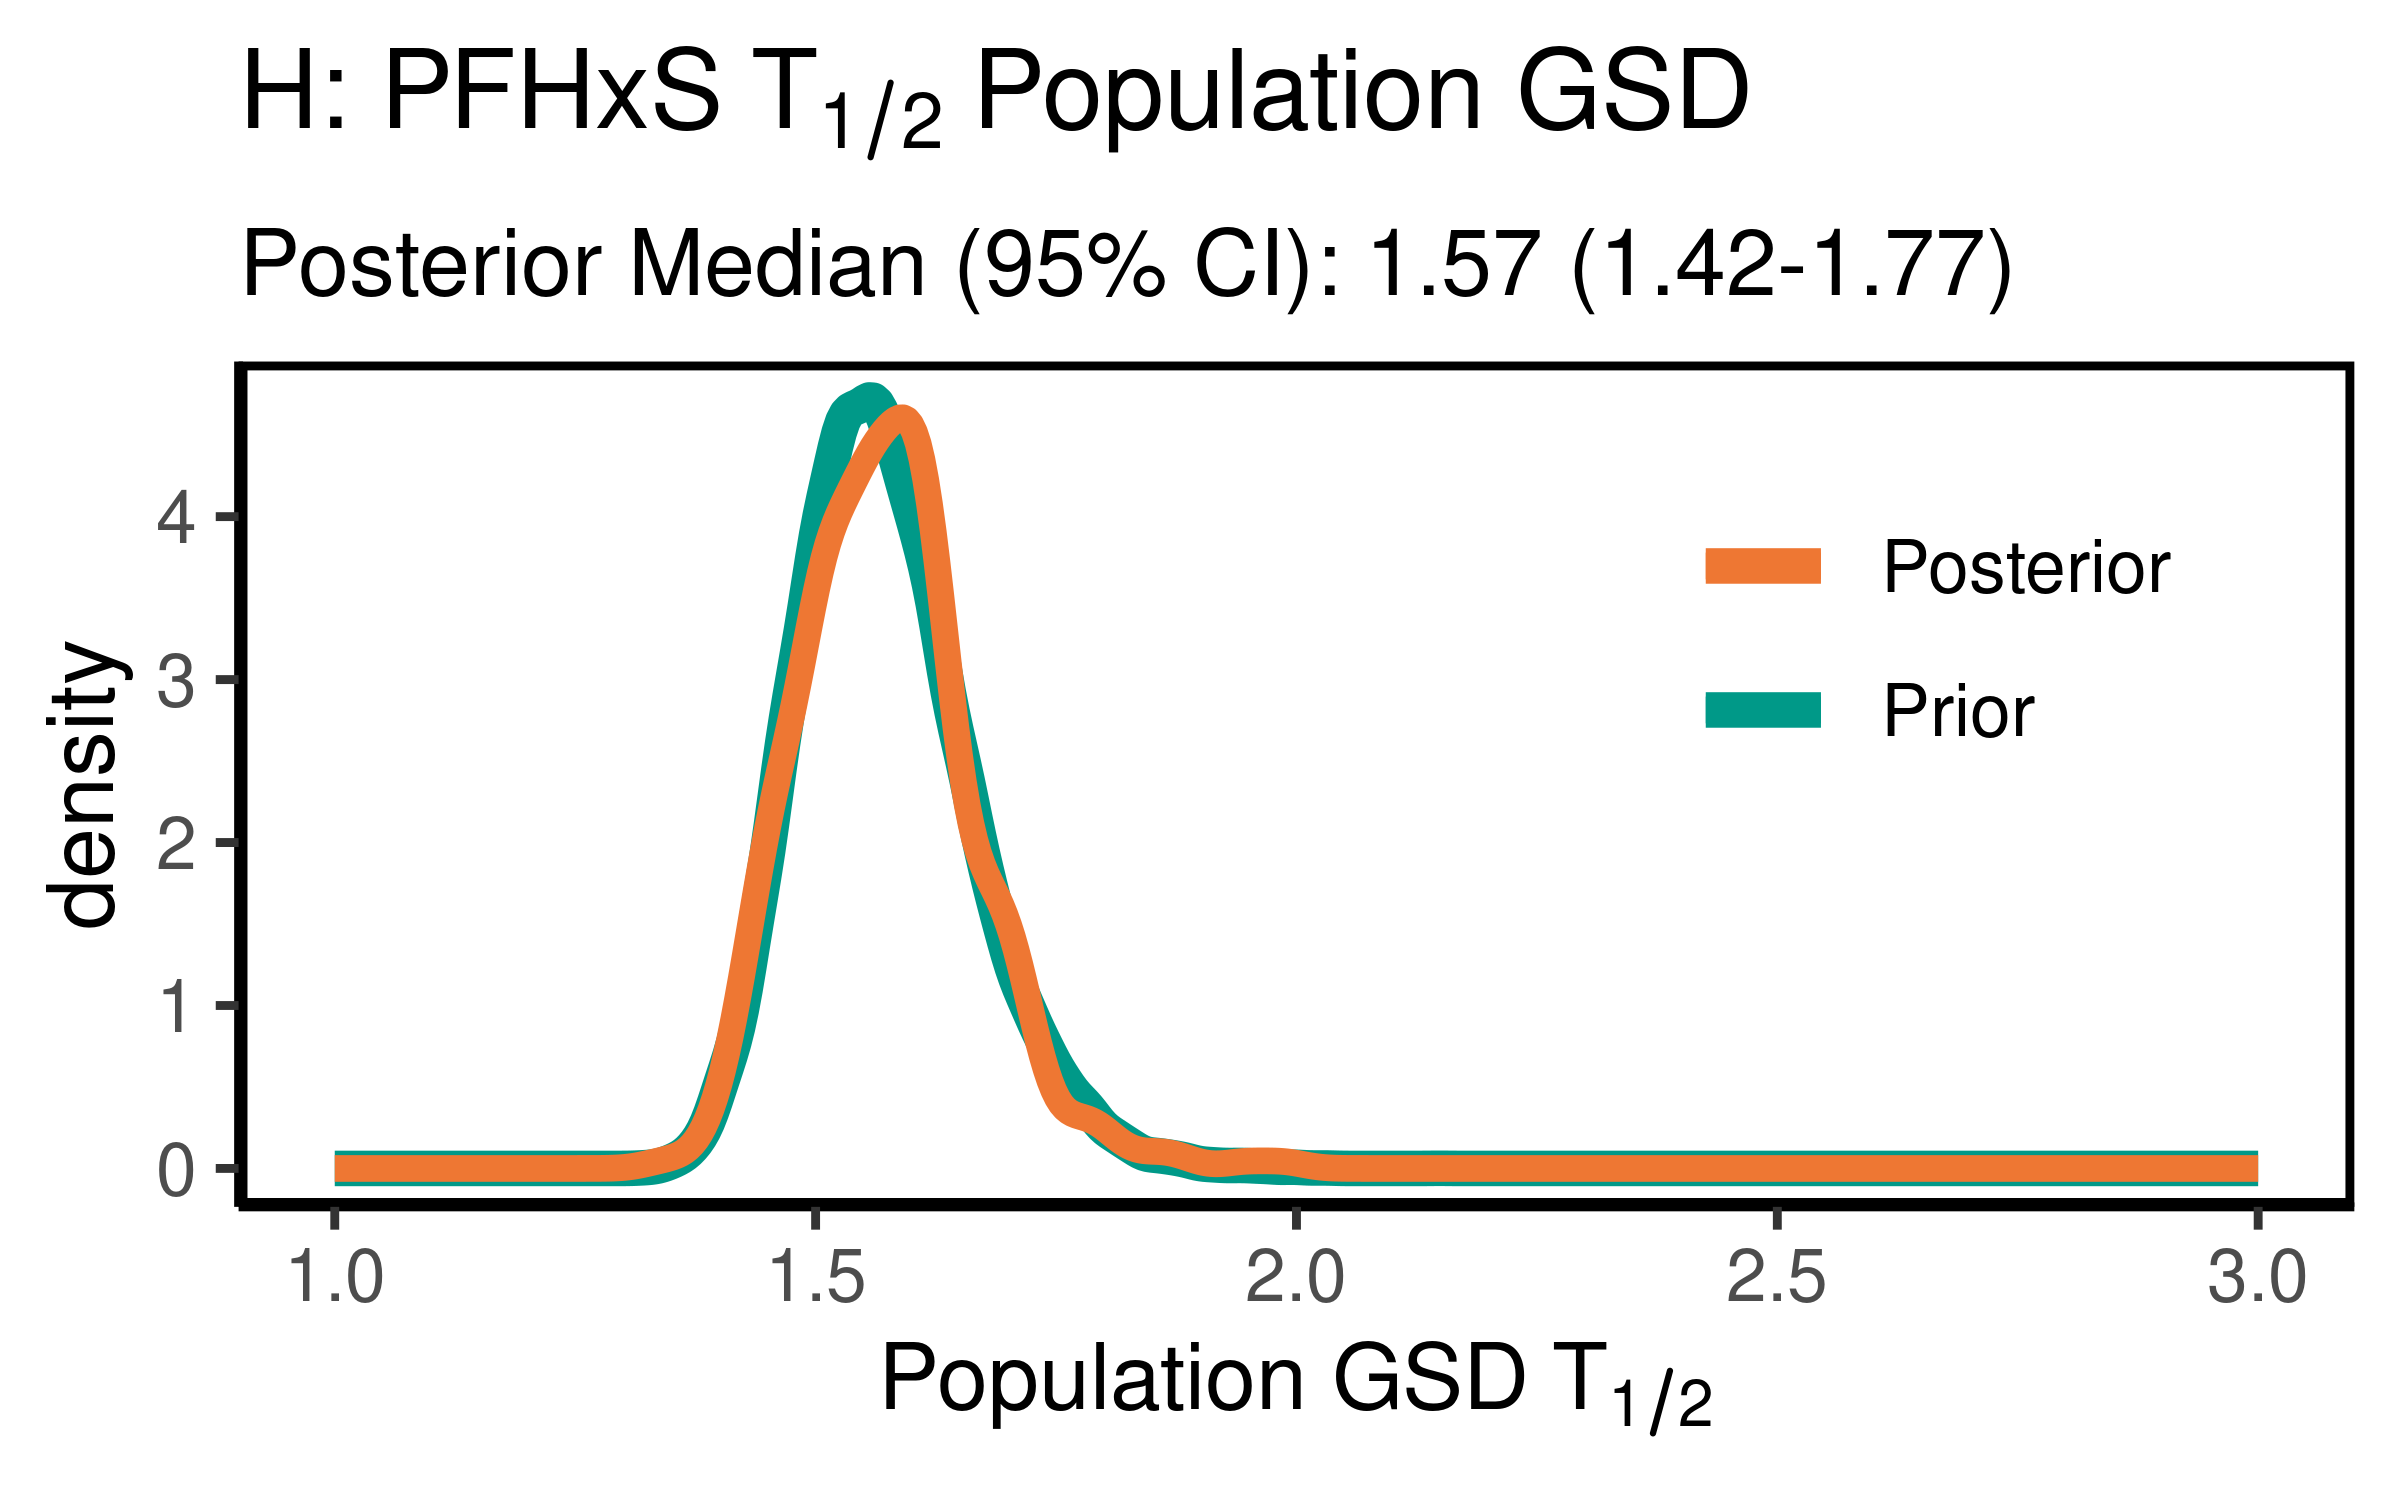 H: PFHxS T1/2 Population GSD
Posterior Median (95% CI): 1.57 (1.42-1.77)
density
4
3
2
1
0
Posterior
Prior
1.0 1.5 2.0 2.5 3.0
Population GSD T1/2